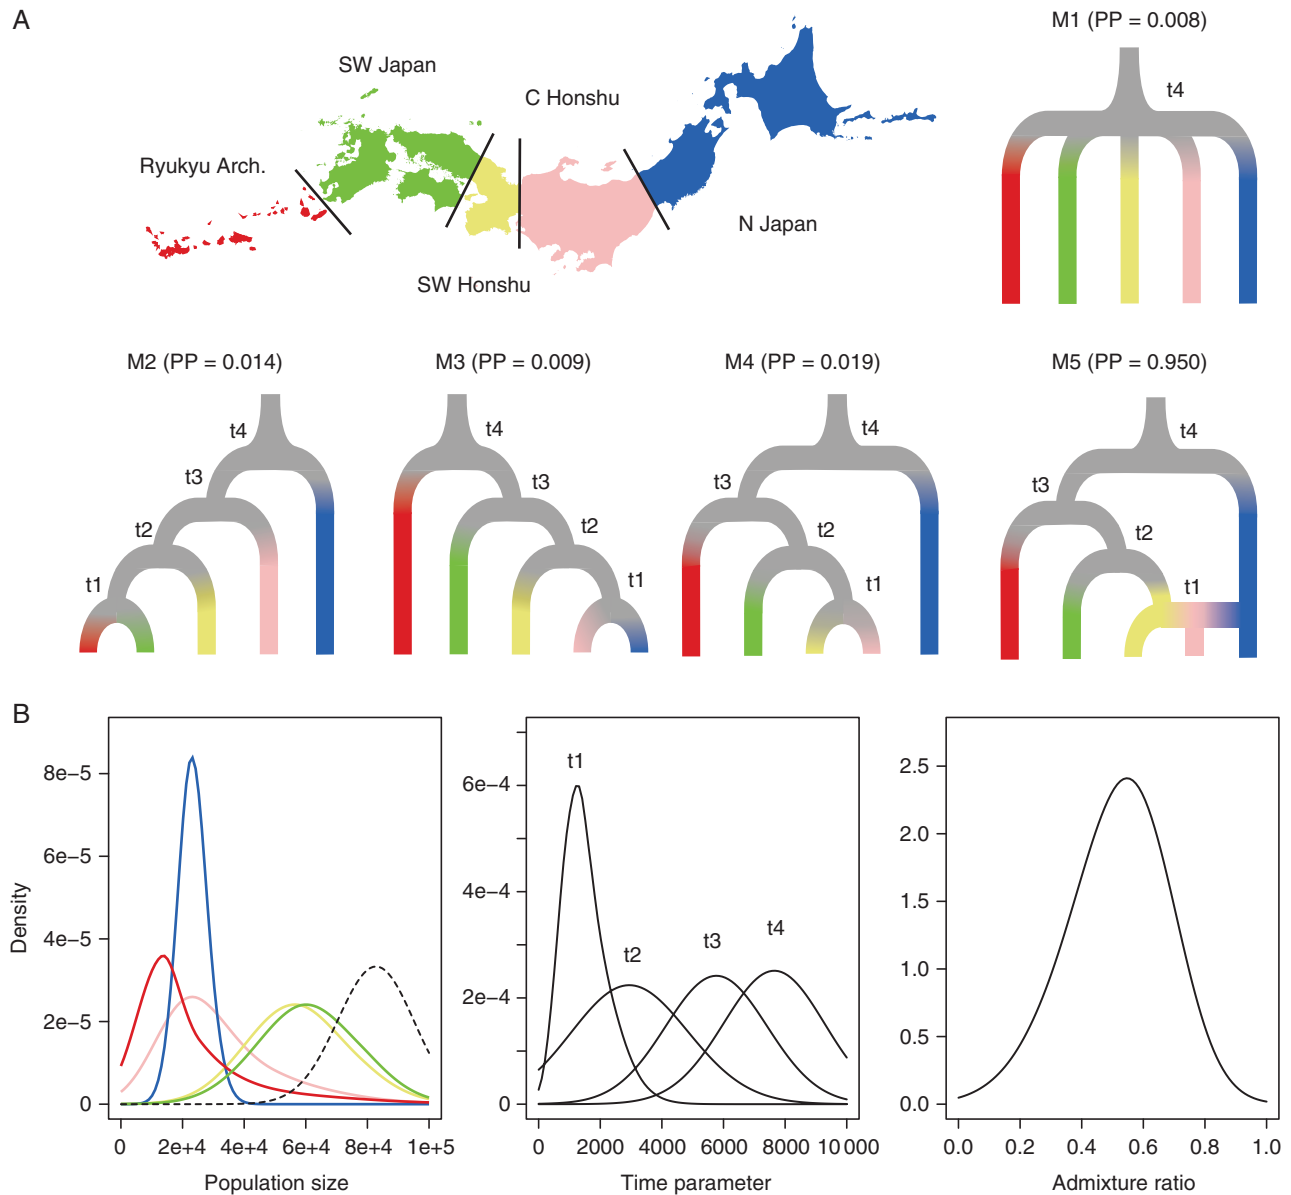 A
M1 (PP = 0.008)
SW Japan
C Honshu
t4
Ryukyu Arch.
N Japan
SW Honshu
M2 (PP = 0.014)
M3 (PP = 0.009)
M4 (PP = 0.019)
M5 (PP = 0.950)
t4
t3
t2
t1
t4
t3
t2
t1
t4
t3
t2
t1
t4
t3
t2
t1
B
Density
8e−5
6e−5
4e−5
2e−5
0
0 2e+4 4e+4 6e+4 8e+4 1e+5
Population size
6e−4
4e−4
2e−4
0
t1
t2
t3
t4
0 2000 4000 6000 8000 10000
Time parameter
2.5
2.0
1.5
1.0
0.5
0.0
0.0 0.2 0.4 0.6 0.8 1.0
Admixture ratio